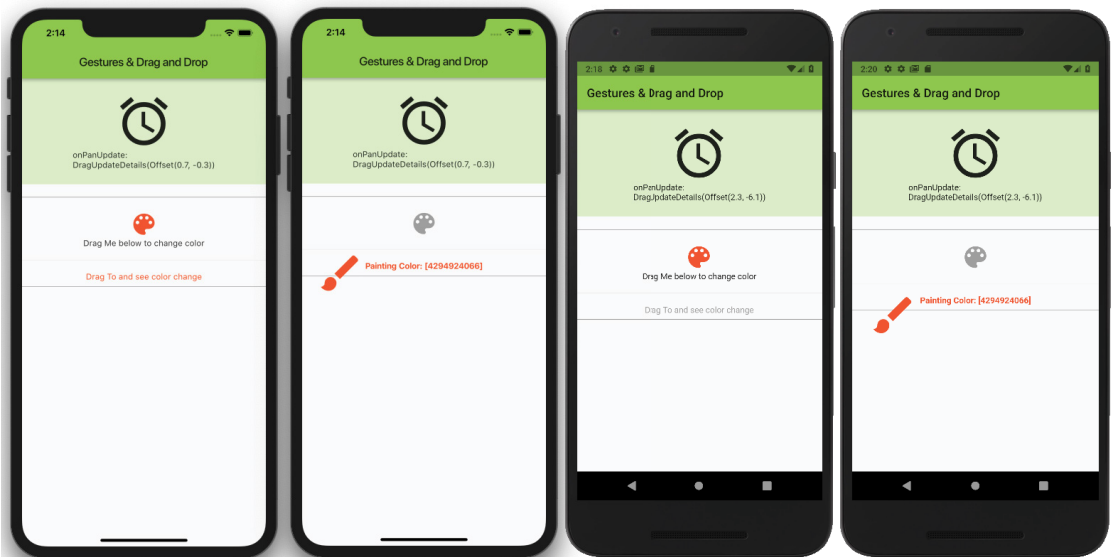 2:14
Gestures & Drag and Drop
onPanUpdate:
DragUpdateDetails(Offset(0.7, -0.3))
Drag Me below to change color
Drag To and see color change
2:14
Gestures & Drag and Drop
onPanUpdate:
DragUpdateDetails(Offset(0.7, -0.3))
Painting Color: [4294924066]
2:18
Gestures & Drag and Drop
onPanUpdate:
DragUpdateDetails(Offset(2.3, -6.1))
Drag Me below to change color
Drag To and see color change
2:20
Gestures & Drag and Drop
onPanUpdate:
DragUpdateDetails(Offset(2.3, -6.1))
Painting Color: [4294924066]